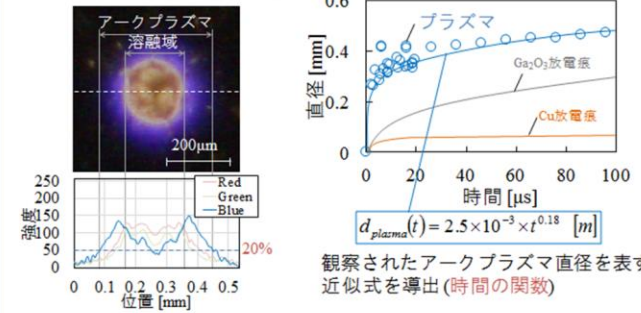 アークプラズマ
溶融域
200μm
250
200
150
100
50
0
強度
Red
Green
Blue
20%
0 0.1 0.2 0.3 0.4 0.5
位置 [mm]
0.6
0.4
0.2
0
直径 [mm]
プラズマ
Ga₂O₃放電痕
Cu放電痕
0 20 40 60 80 100
時間 [μs]
d_plasma(t) = 2.5×10⁻³×t^0.18 [m]
観察されたアークプラズマ直径を表す
近似式を導出(時間の関数)